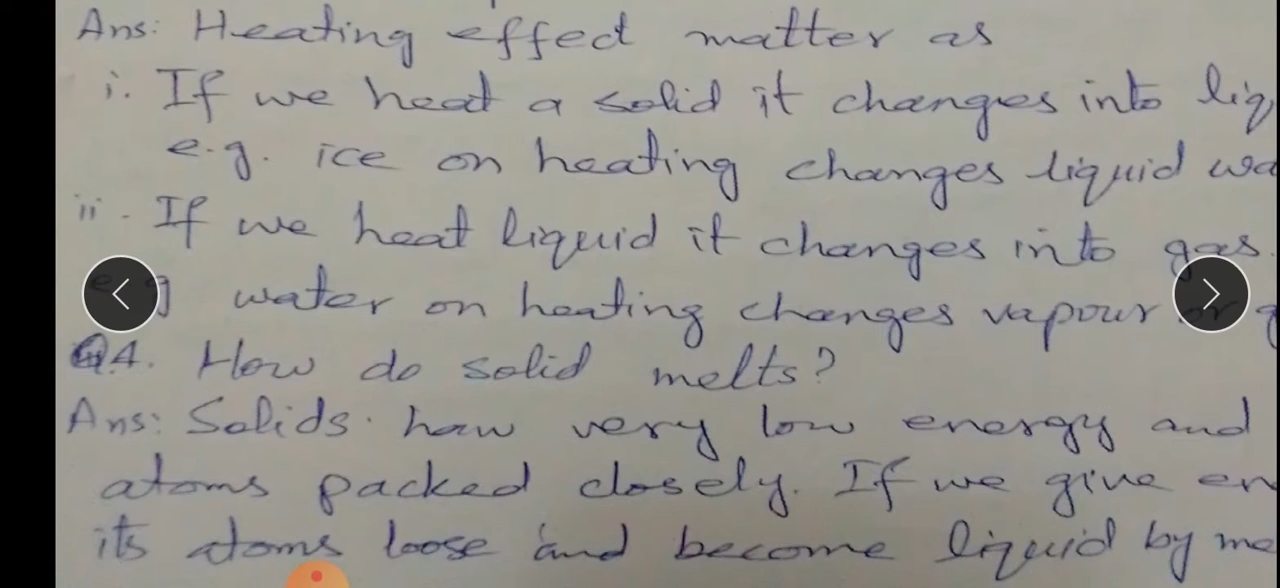 Ans: Heating effect matter as
i. If we heat a solid it changes into liq
e.g. ice on heating changes liquid wa
ii. If we heat liquid it changes into gas.
e.g water on heating changes vapour or
Q4. How do solid melts?
Ans: Solids. how very low energy and
atoms packed closely. If we give en
its atoms loose and become liquid by me